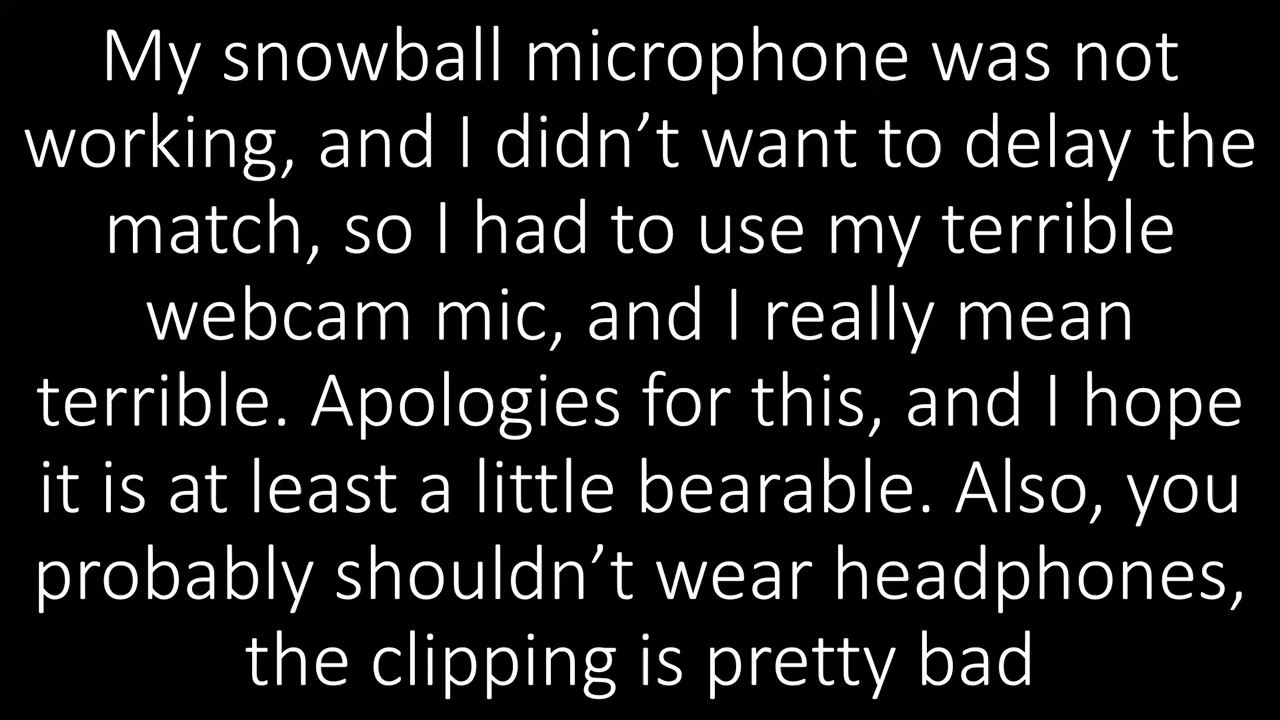 My snowball microphone was not
working, and I didn’t want to delay the
match, so I had to use my terrible
webcam mic, and I really mean
terrible. Apologies for this, and I hope
it is at least a little bearable. Also, you
probably shouldn’t wear headphones,
the clipping is pretty bad